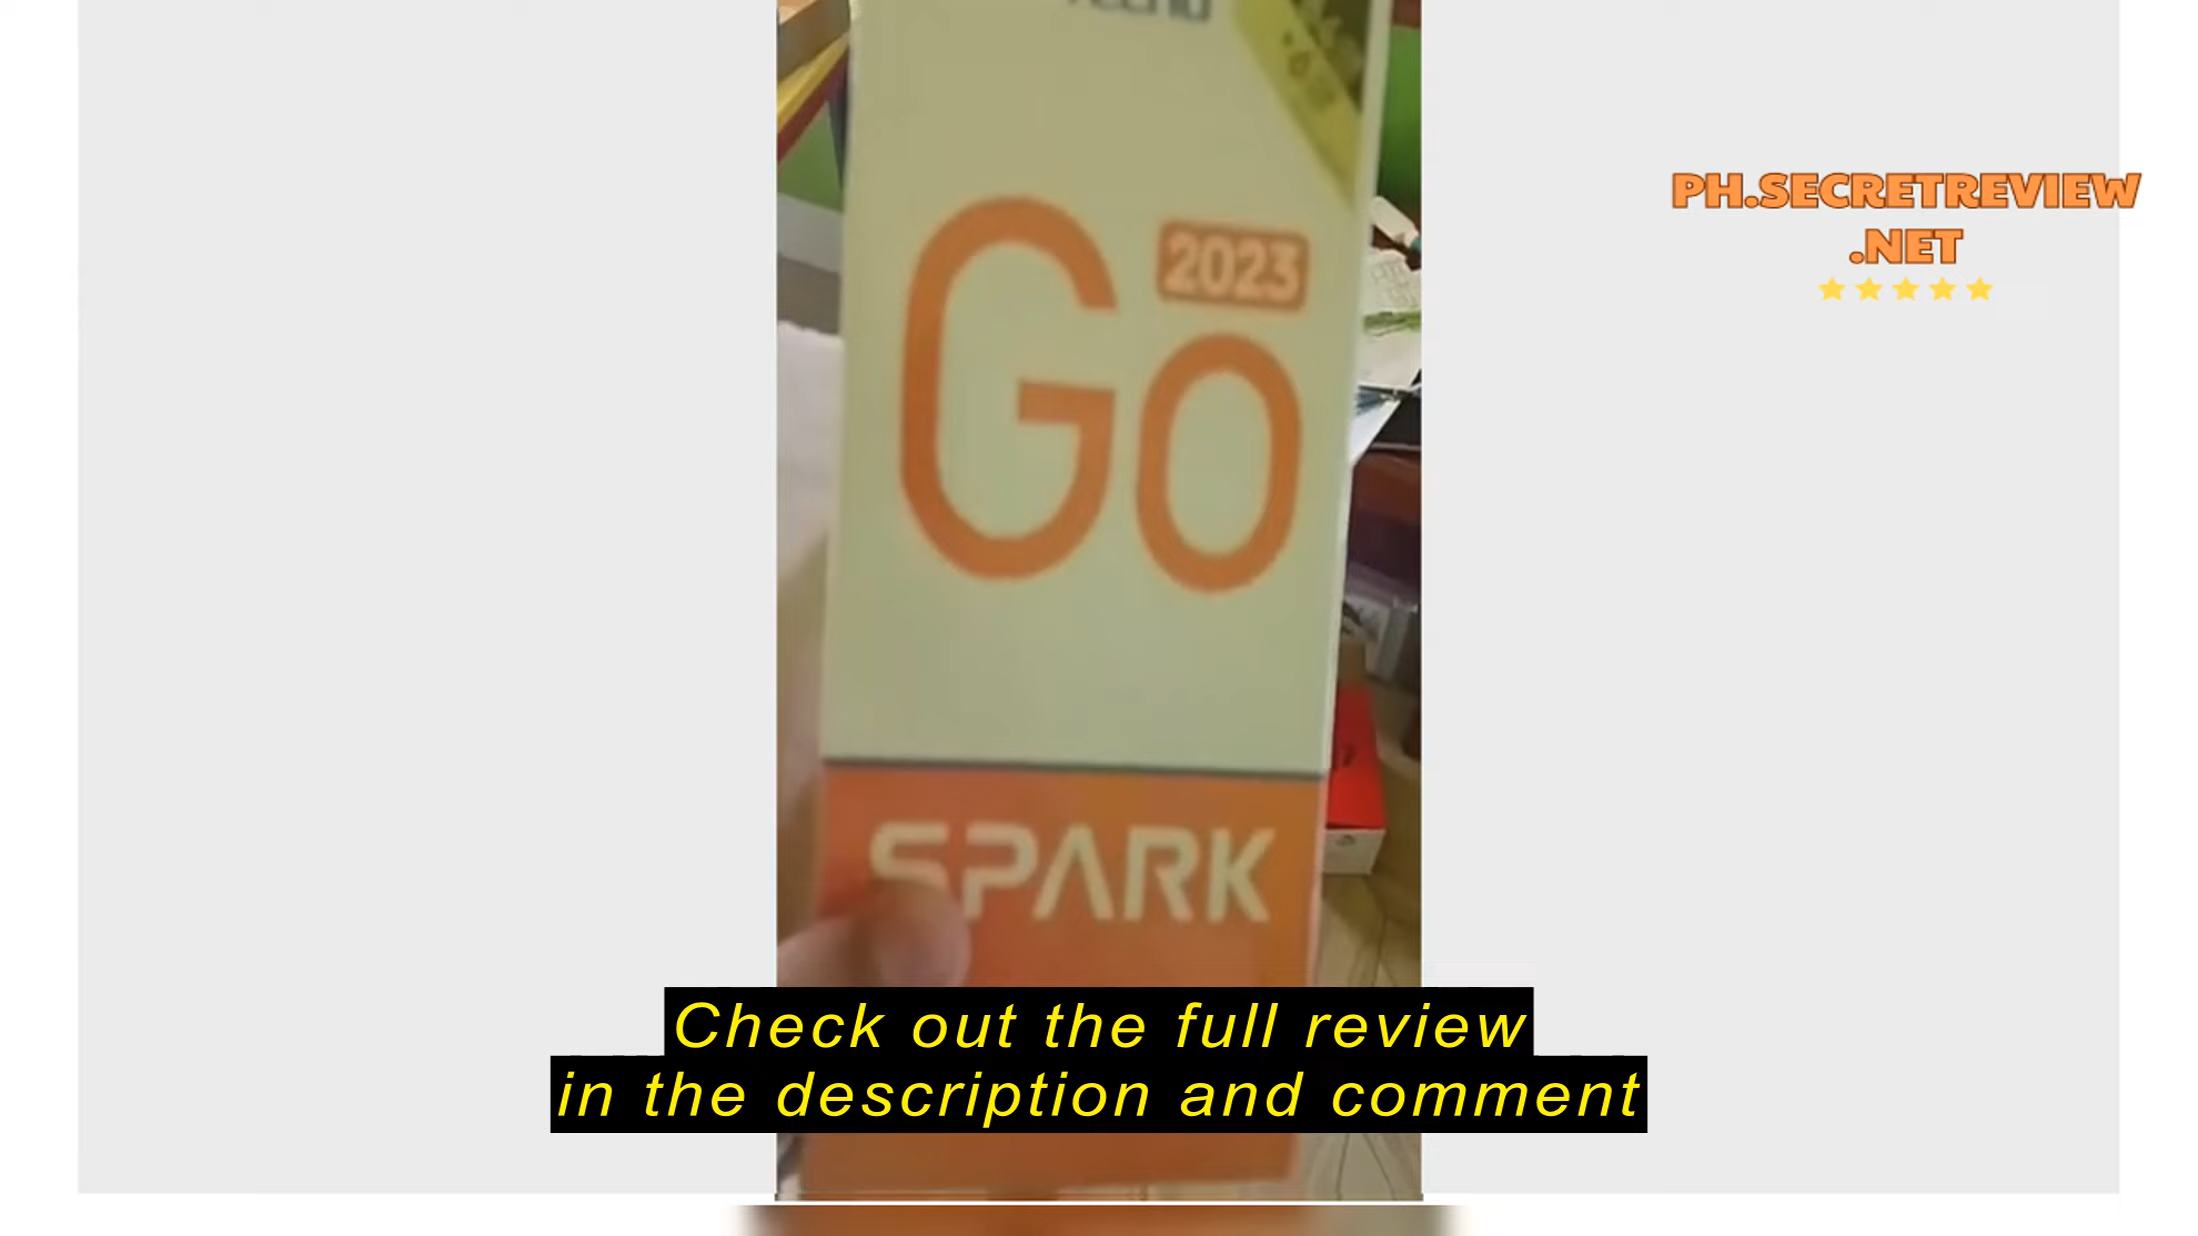 PH.SECRETREVIEW
.NET
2023
Go
SPARK
Check out the full review
in the description and comment